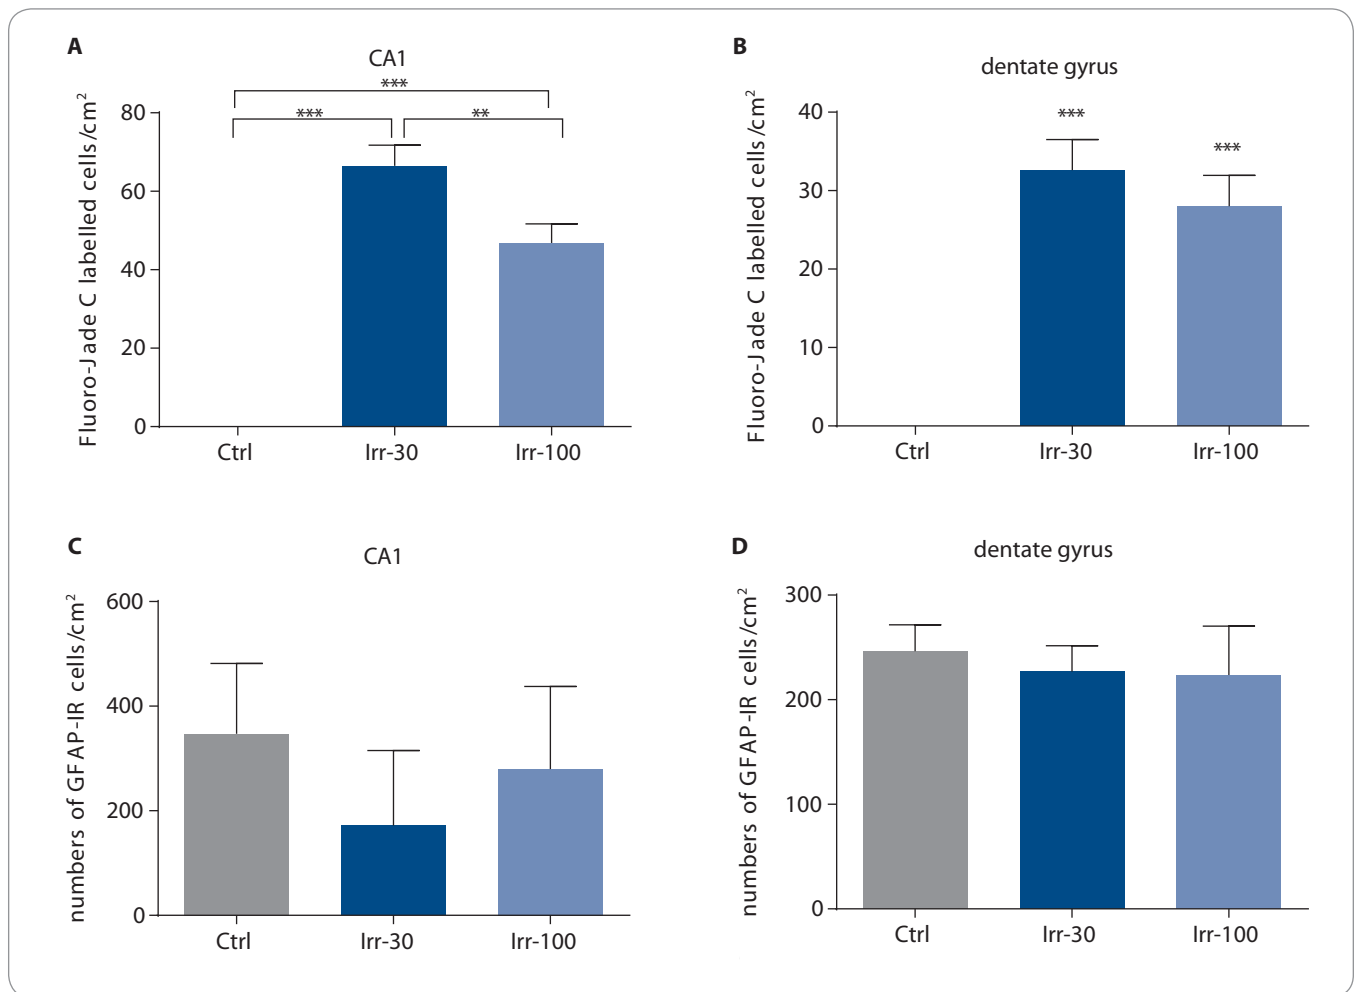 A
CA1
Fluoro-Jade C labelled cells/cm²
80
60
40
20
0
***
***
**
Ctrl
Irr-30
Irr-100
B
dentate gyrus
Fluoro-Jade C labelled cells/cm²
40
30
20
10
0
***
***
Ctrl
Irr-30
Irr-100
C
CA1
numbers of GFAP-IR cells/cm²
600
400
200
0
Ctrl
Irr-30
Irr-100
D
dentate gyrus
numbers of GFAP-IR cells/cm²
300
200
100
0
Ctrl
Irr-30
Irr-100